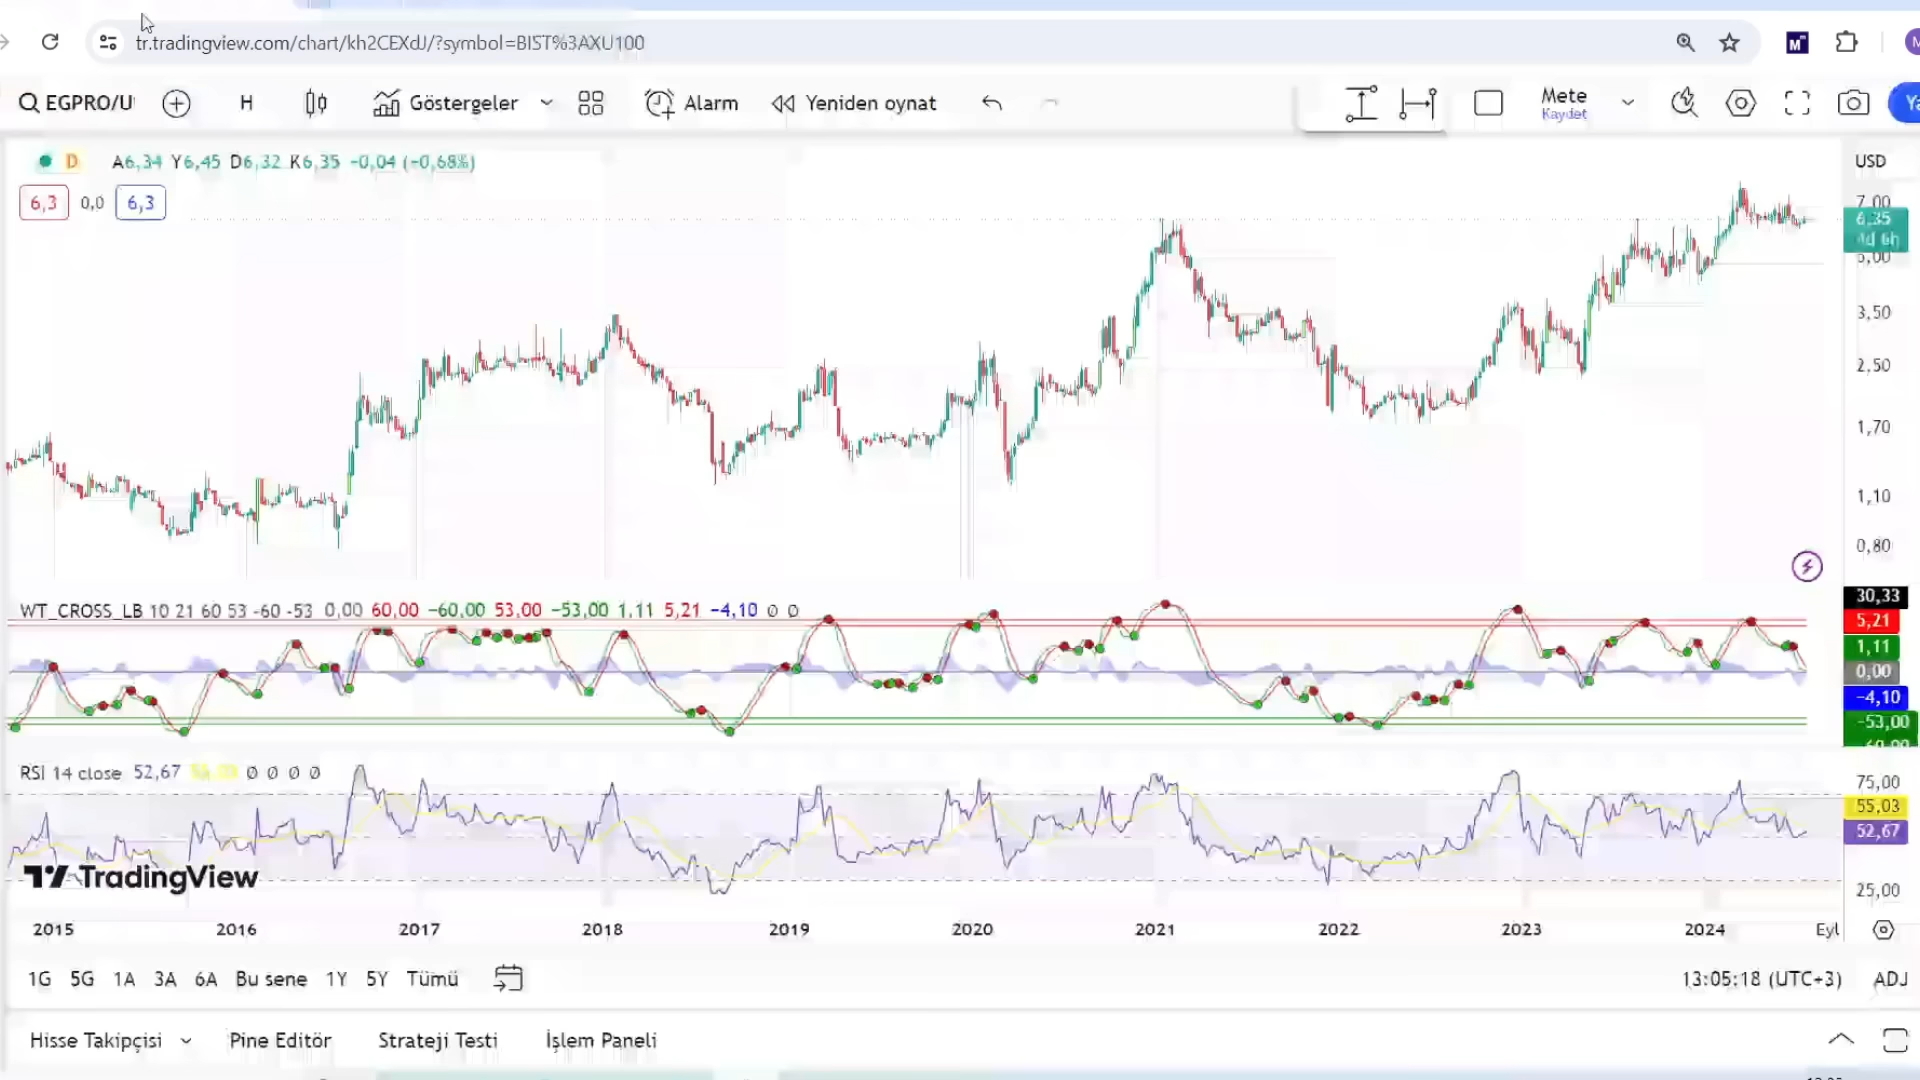 tr.tradingview.com/chart/kh2CEXdJ/?symbol=BIST%3AXU100
EGPRO/U
H
Göstergeler
Alarm
Yeniden oynat
Mete
Kaydet
D A6,34 Y6,45 D6,32 K6,35 −0,04 (−0,68%)
6,3 0,0 6,3
USD
7,00
6,35
4d 6h
5,00
3,50
2,50
1,70
1,10
0,80
WT_CROSS_LB 10 21 60 53 -60 -53 0,00 60,00 −60,00 53,00 −53,00 1,11 5,21 −4,10 ∅ ∅
30,33
5,21
1,11
0,00
−4,10
−53,00
RSI 14 close 52,67 ∅ ∅ ∅ ∅
75,00
55,03
52,67
25,00
TradingView
2015 2016 2017 2018 2019 2020 2021 2022 2023 2024 Eyl
1G 5G 1A 3A 6A Bu sene 1Y 5Y Tümü
13:05:18 (UTC+3) ADJ
Hisse Takipçisi Pine Editör Strateji Testi İşlem Paneli